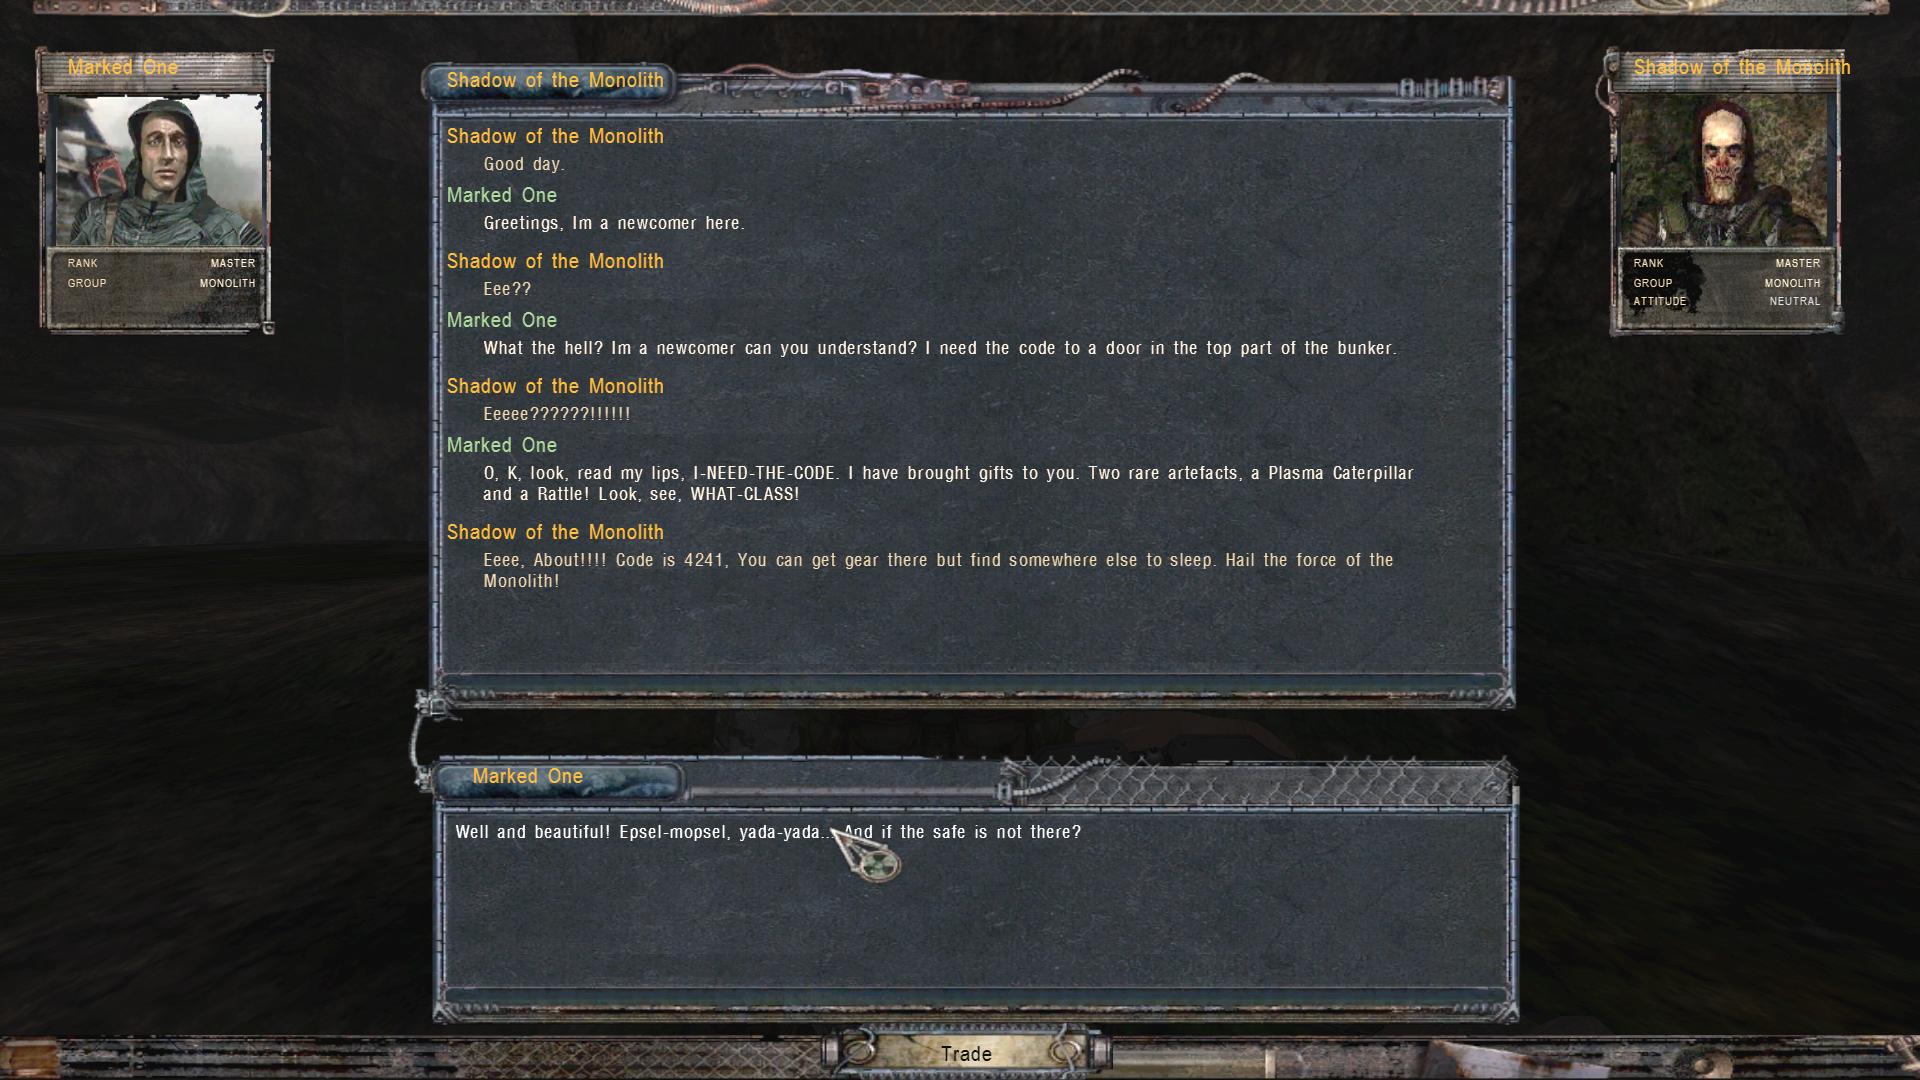 Marked One
Shadow of the Monolith
Shadow of the Monolith
RANK MASTER
GROUP MONOLITH
RANK MASTER
GROUP MONOLITH
ATTITUDE NEUTRAL
Shadow of the Monolith
Good day.
Marked One
Greetings, Im a newcomer here.
Shadow of the Monolith
Eee??
Marked One
What the hell? Im a newcomer can you understand? I need the code to a door in the top part of the bunker.
Shadow of the Monolith
Eeeee??????!!!!!!
Marked One
O, K, look, read my lips, I-NEED-THE-CODE. I have brought gifts to you. Two rare artefacts, a Plasma Caterpillar
and a Rattle! Look, see, WHAT-CLASS!
Shadow of the Monolith
Eeee, About!!!! Code is 4241, You can get gear there but find somewhere else to sleep. Hail the force of the
Monolith!
Marked One
Well and beautiful! Epsel-mopsel, yada-yada... And if the safe is not there?
Trade